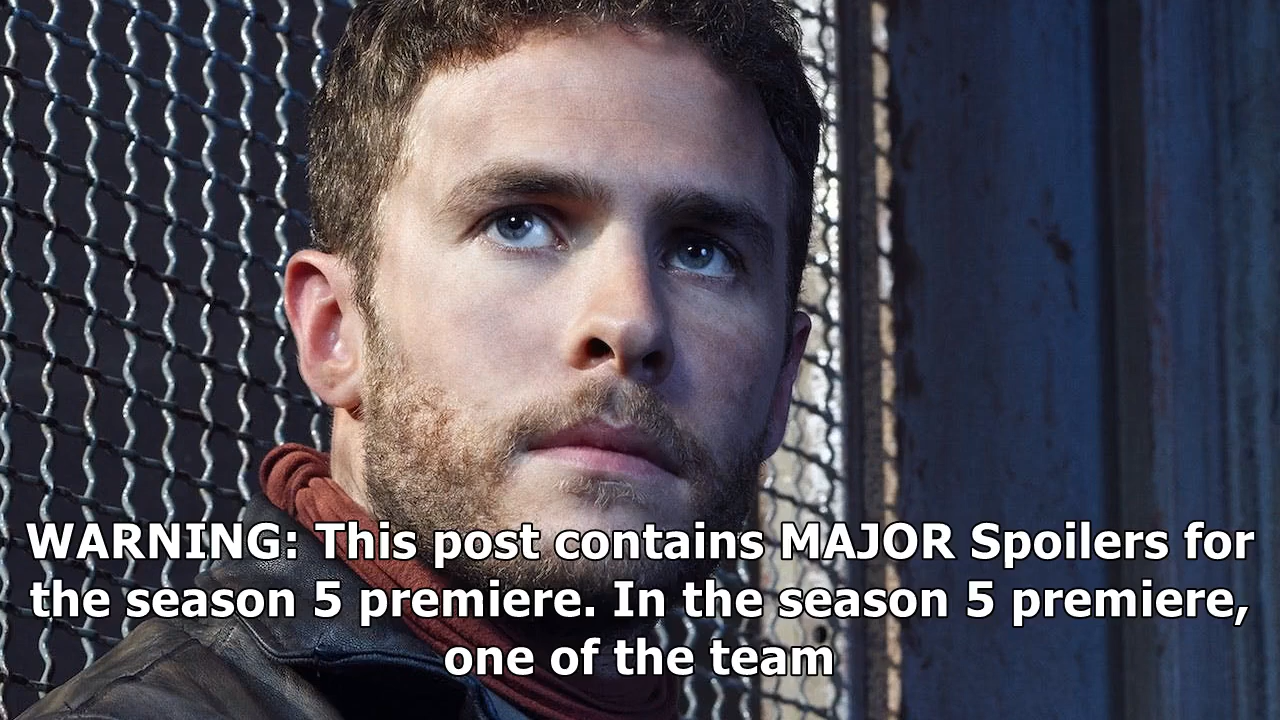 WARNING: This post contains MAJOR Spoilers for
the season 5 premiere. In the season 5 premiere,
one of the team